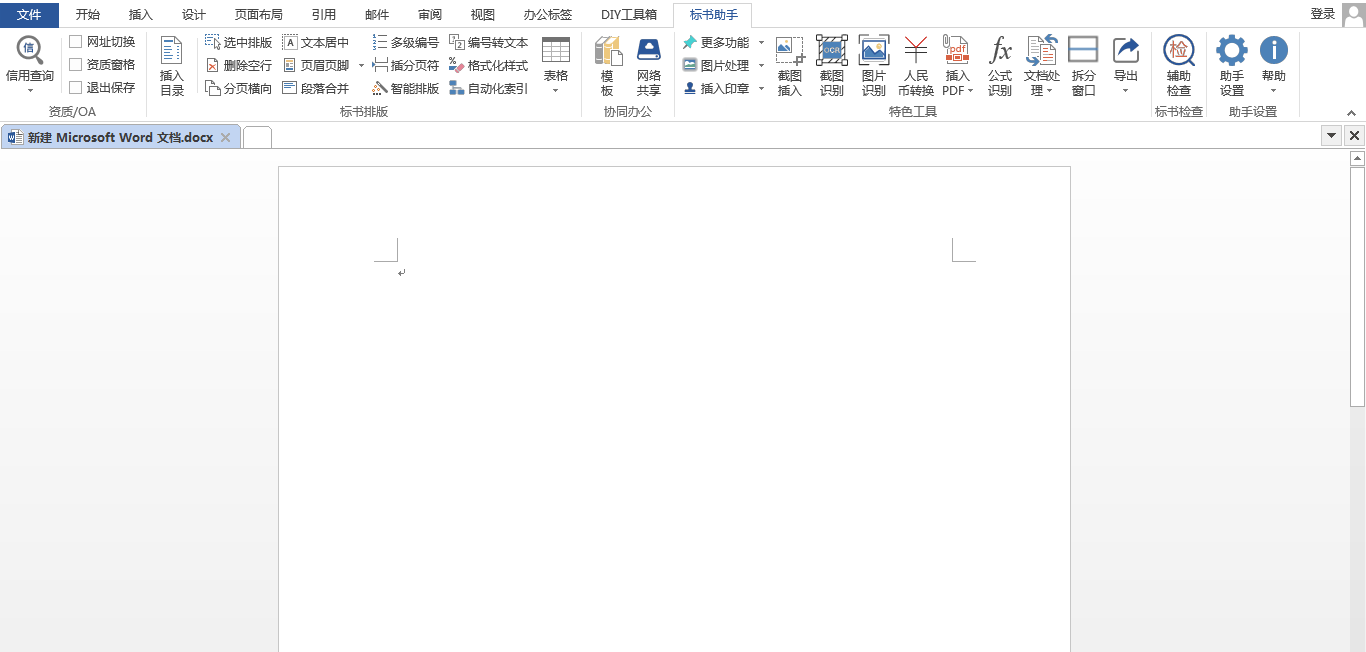 文件 开始 插入 设计 页面布局 引用 邮件 审阅 视图 办公标签 DIY工具箱 标书助手 登录
信
信用查询
网址切换
资质窗格
退出保存
资质/OA
插入
目录
选中排版 A 文本居中 多级编号 编号转文本
删除空行 页眉页脚 插分页符 格式化样式
分页横向 段落合并 智能排版 自动化索引
表格
标书排版
模
板
网络
共享
协同办公
更多功能
图片处理
插入印章
截图
插入
OCR
截图
识别
图片
识别
人民
币转换
pdf
插入
PDF
fx
公式
识别
文档处
理
拆分
窗口
导出
特色工具
检
辅助
检查
标书检查
助手
设置
i
帮助
助手设置
新建 Microsoft Word 文档.docx